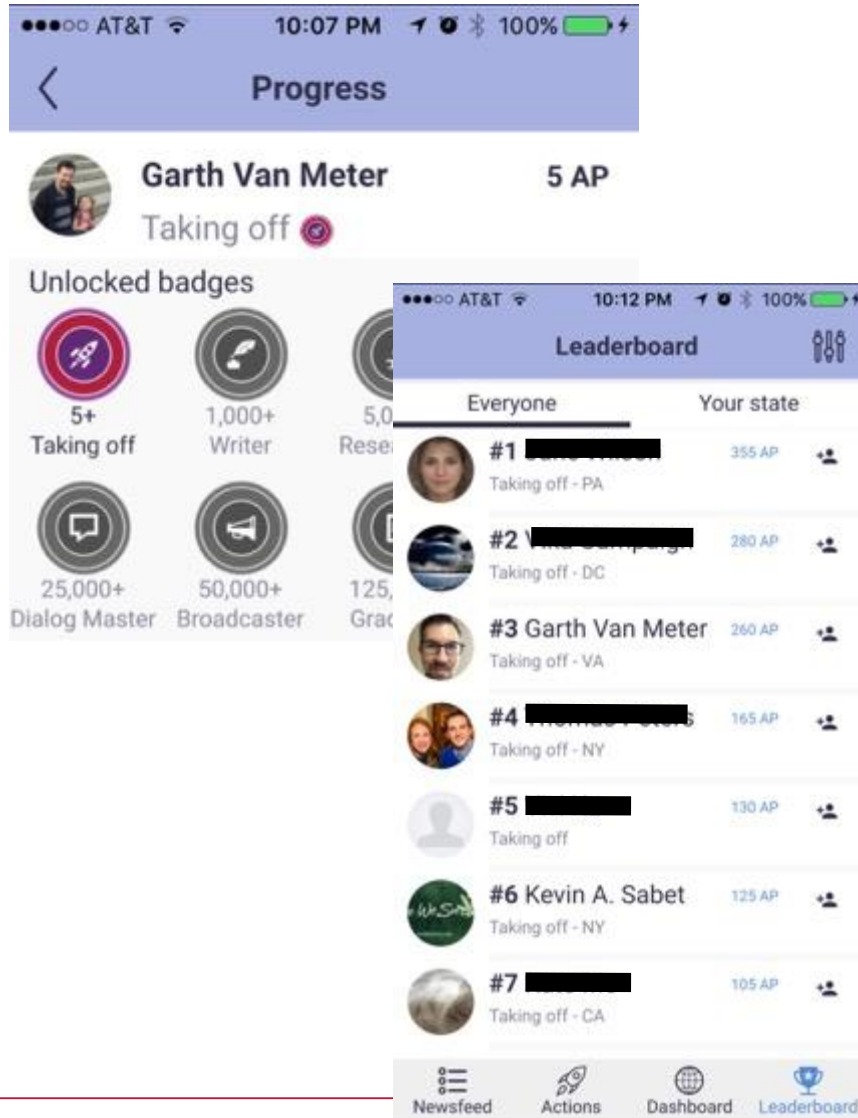 AT&T 10:07 PM 100%
Progress
Garth Van Meter 5 AP
Taking off
Unlocked badges
5+ 1,000+
Taking off Writer
25,000+ 50,000+
Dialog Master Broadcaster
AT&T 10:12 PM 100%
Leaderboard
Everyone Your state
#1 355 AP
Taking off - PA
#2 280 AP
Taking off - DC
#3 Garth Van Meter 260 AP
Taking off - VA
#4 165 AP
Taking off - NY
#5 130 AP
Taking off
#6 Kevin A. Sabet 125 AP
Taking off - NY
#7 105 AP
Taking off - CA
Newsfeed Actions Dashboard Leaderboard